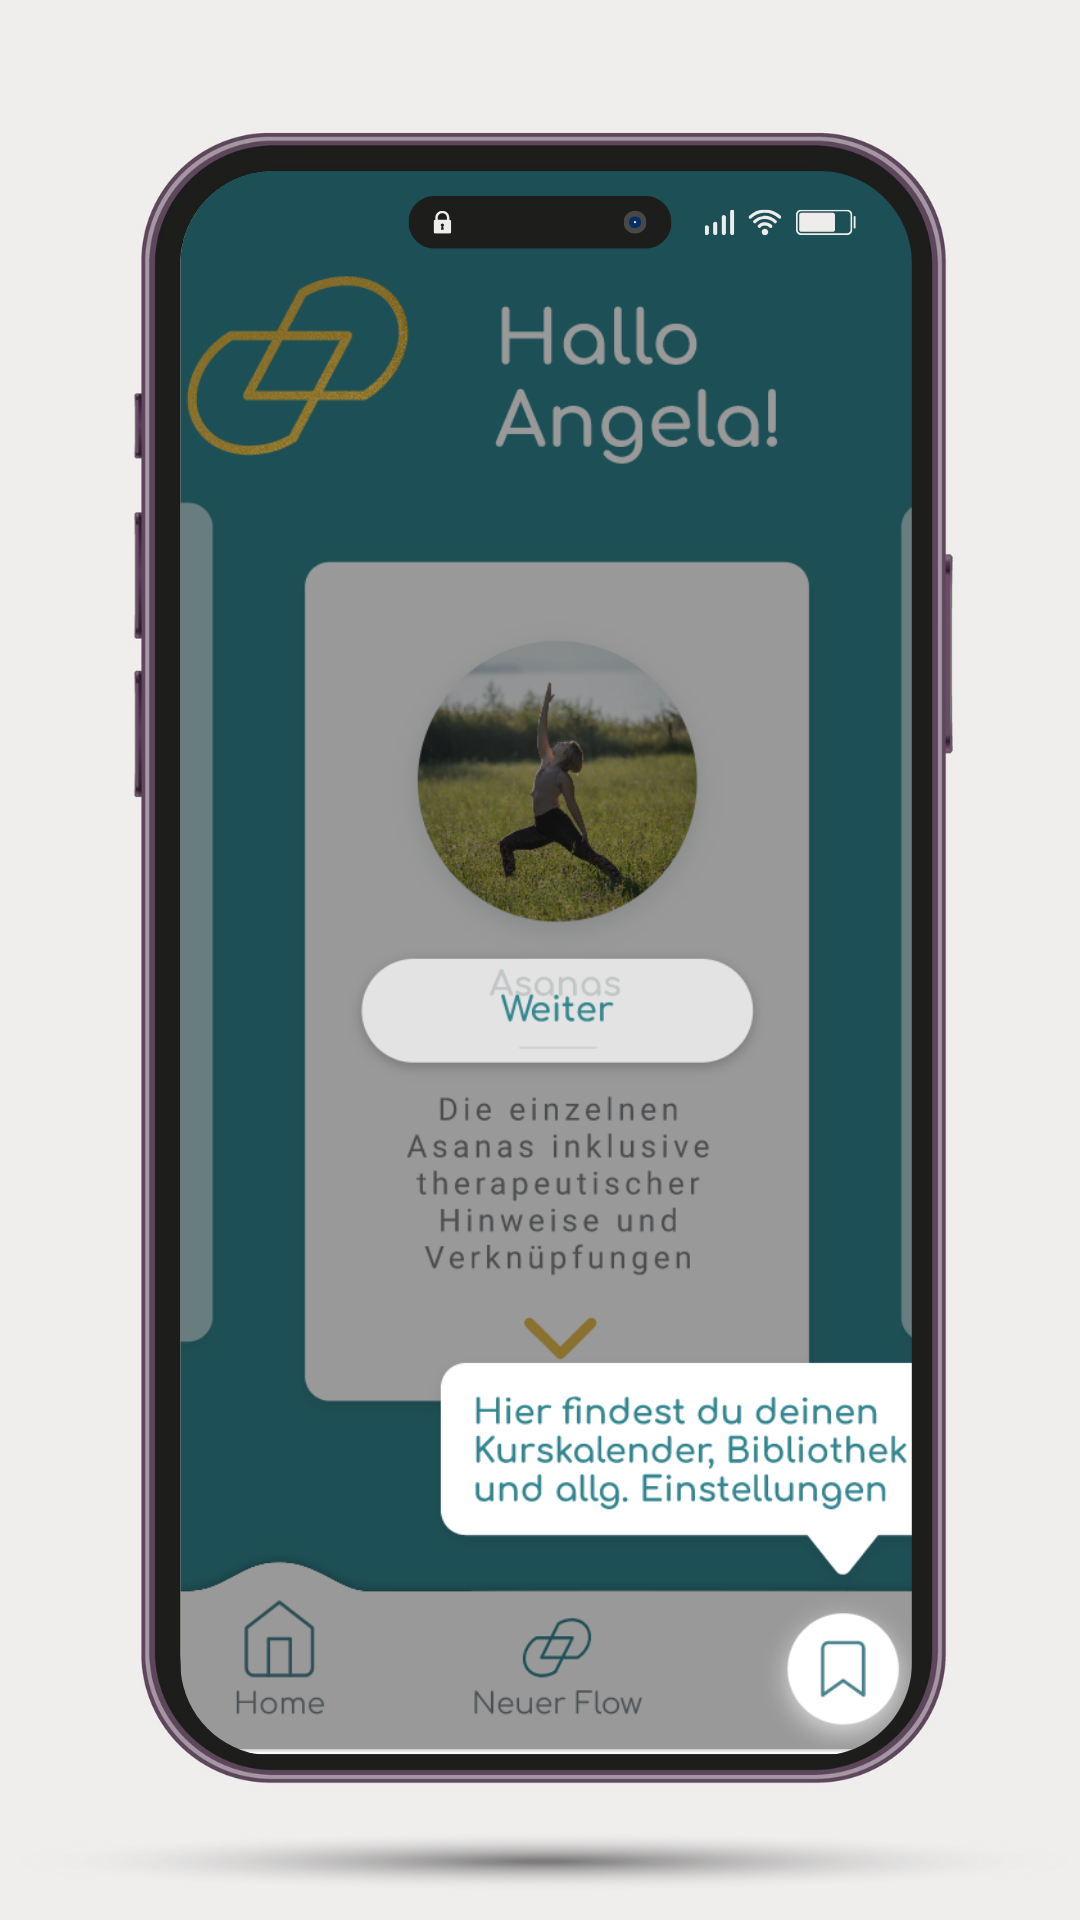 Hallo
Angela!
Asanas
Weiter
Die einzelnen
Asanas inklusive
therapeutischer
Hinweise und
Verknüpfungen
Hier findest du deinen
Kurskalender, Bibliothek
und allg. Einstellungen
Home
Neuer Flow